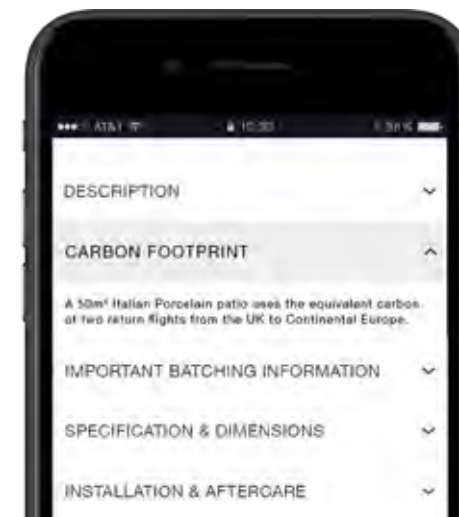 AT&T
DESCRIPTION
CARBON FOOTPRINT
A 50m² Italian Porcelain patio uses the equivalent carbon
of two return flights from the UK to Continental Europe.
IMPORTANT BATCHING INFORMATION
SPECIFICATION & DIMENSIONS
INSTALLATION & AFTERCARE